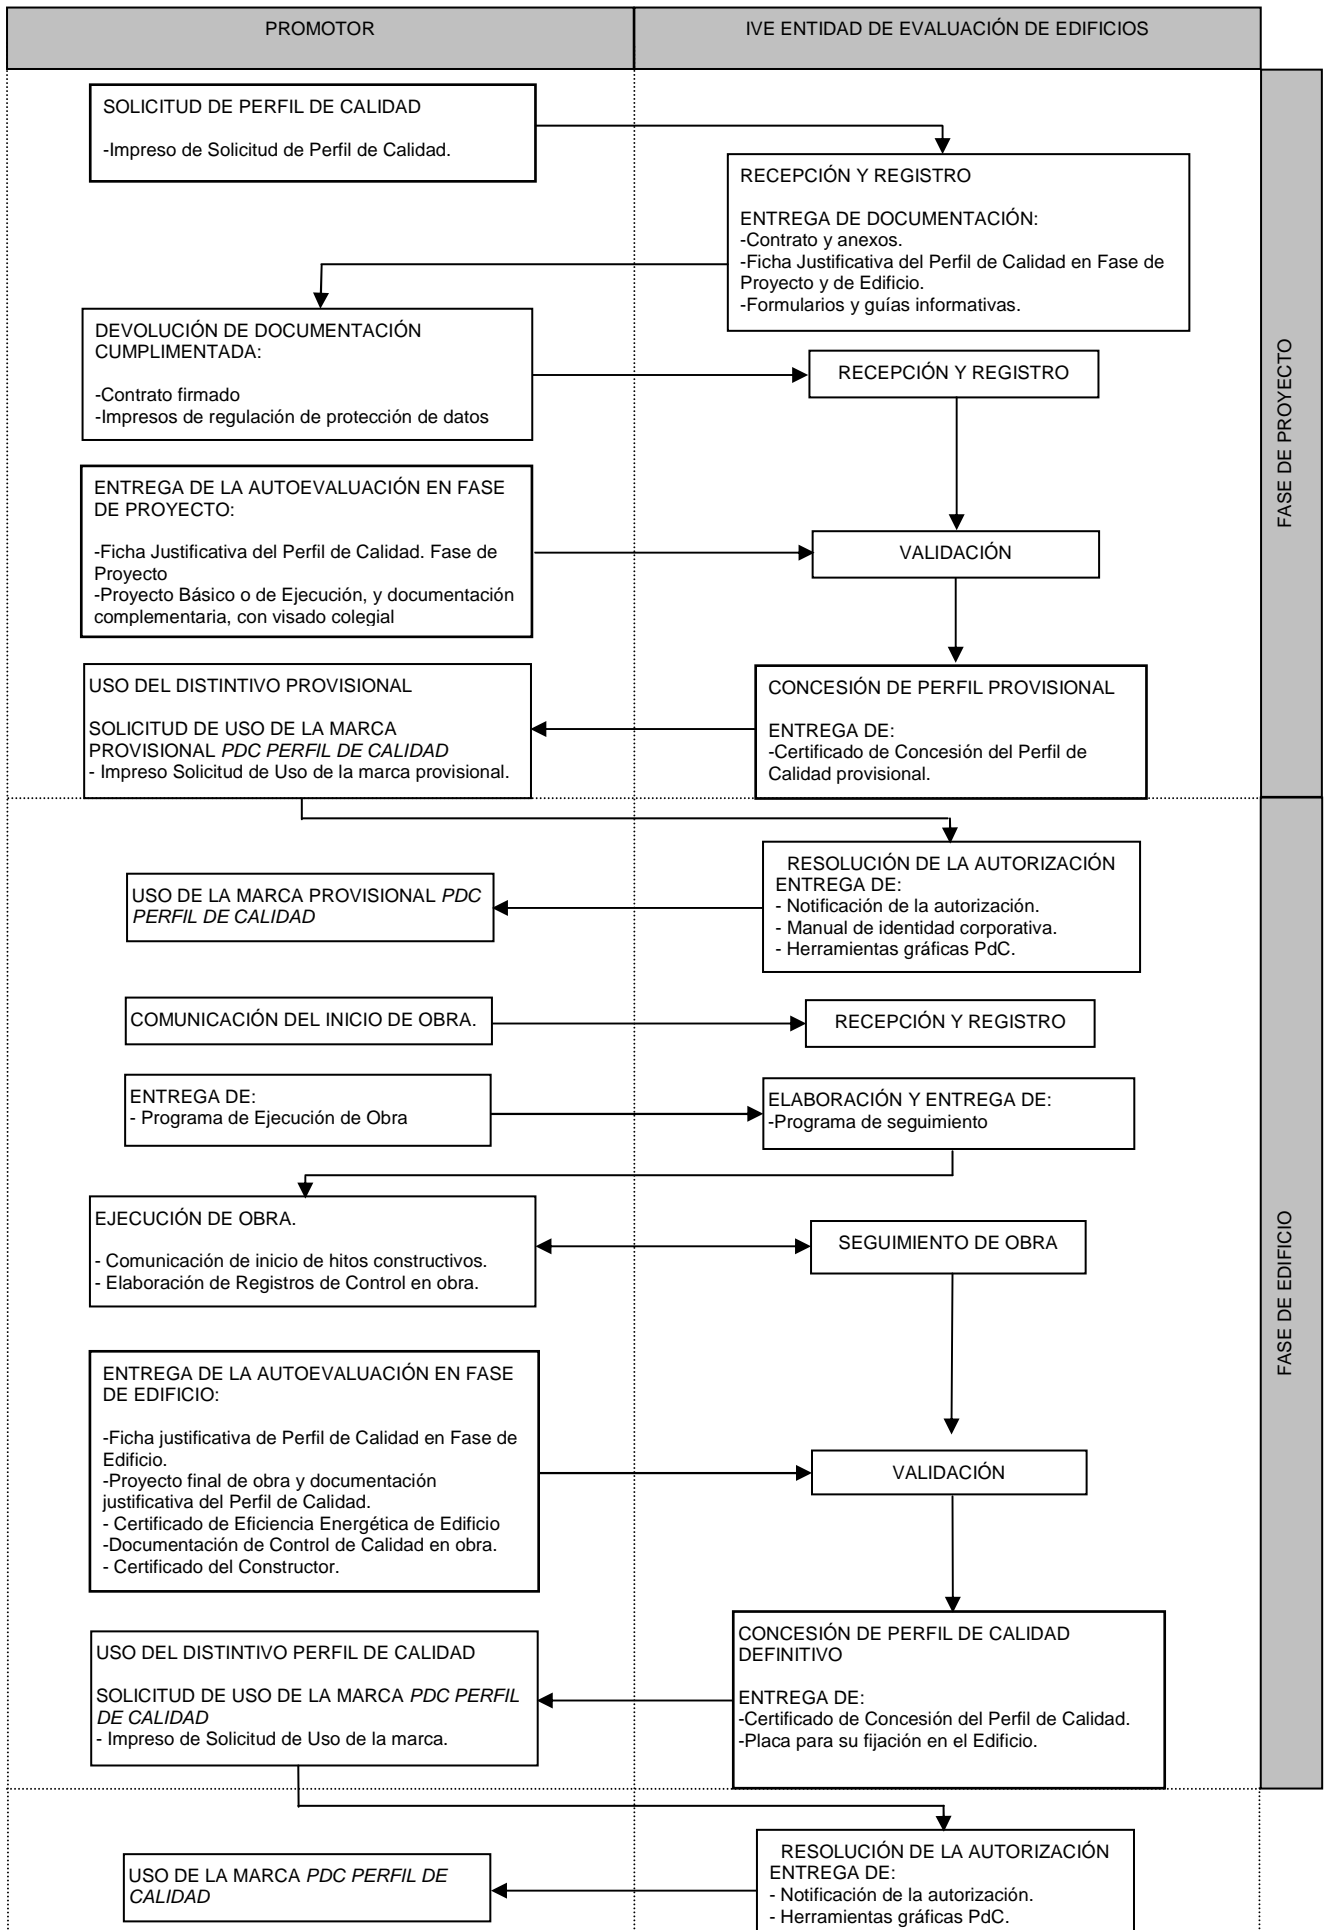 PROMOTOR
IVE ENTIDAD DE EVALUACIÓN DE EDIFICIOS
SOLICITUD DE PERFIL DE CALIDAD
-Impreso de Solicitud de Perfil de Calidad.
RECEPCIÓN Y REGISTRO
ENTREGA DE DOCUMENTACIÓN:
-Contrato y anexos.
-Ficha Justificativa del Perfil de Calidad en Fase de
Proyecto y de Edificio.
-Formularios y guías informativas.
DEVOLUCIÓN DE DOCUMENTACIÓN
CUMPLIMENTADA:
-Contrato firmado
-Impresos de regulación de protección de datos
RECEPCIÓN Y REGISTRO
FASE DE PROYECTO
ENTREGA DE LA AUTOEVALUACIÓN EN FASE
DE PROYECTO:
-Ficha Justificativa del Perfil de Calidad. Fase de
Proyecto
-Proyecto Básico o de Ejecución, y documentación
complementaria, con visado colegial
VALIDACIÓN
USO DEL DISTINTIVO PROVISIONAL
SOLICITUD DE USO DE LA MARCA
PROVISIONAL PDC PERFIL DE CALIDAD
- Impreso Solicitud de Uso de la marca provisional.
CONCESIÓN DE PERFIL PROVISIONAL
ENTREGA DE:
-Certificado de Concesión del Perfil de
Calidad provisional.
RESOLUCIÓN DE LA AUTORIZACIÓN
ENTREGA DE:
- Notificación de la autorización.
- Manual de identidad corporativa.
- Herramientas gráficas PdC.
USO DE LA MARCA PROVISIONAL PDC
PERFIL DE CALIDAD
COMUNICACIÓN DEL INICIO DE OBRA.
RECEPCIÓN Y REGISTRO
ENTREGA DE:
- Programa de Ejecución de Obra
ELABORACIÓN Y ENTREGA DE:
-Programa de seguimiento
EJECUCIÓN DE OBRA.
- Comunicación de inicio de hitos constructivos.
- Elaboración de Registros de Control en obra.
SEGUIMIENTO DE OBRA
FASE DE EDIFICIO
ENTREGA DE LA AUTOEVALUACIÓN EN FASE
DE EDIFICIO:
-Ficha justificativa de Perfil de Calidad en Fase de
Edificio.
-Proyecto final de obra y documentación
justificativa del Perfil de Calidad.
- Certificado de Eficiencia Energética de Edificio
-Documentación de Control de Calidad en obra.
- Certificado del Constructor.
VALIDACIÓN
USO DEL DISTINTIVO PERFIL DE CALIDAD
SOLICITUD DE USO DE LA MARCA PDC PERFIL
DE CALIDAD
- Impreso de Solicitud de Uso de la marca.
CONCESIÓN DE PERFIL DE CALIDAD
DEFINITIVO
ENTREGA DE:
-Certificado de Concesión del Perfil de Calidad.
-Placa para su fijación en el Edificio.
RESOLUCIÓN DE LA AUTORIZACIÓN
ENTREGA DE:
- Notificación de la autorización.
- Herramientas gráficas PdC.
USO DE LA MARCA PDC PERFIL DE
CALIDAD